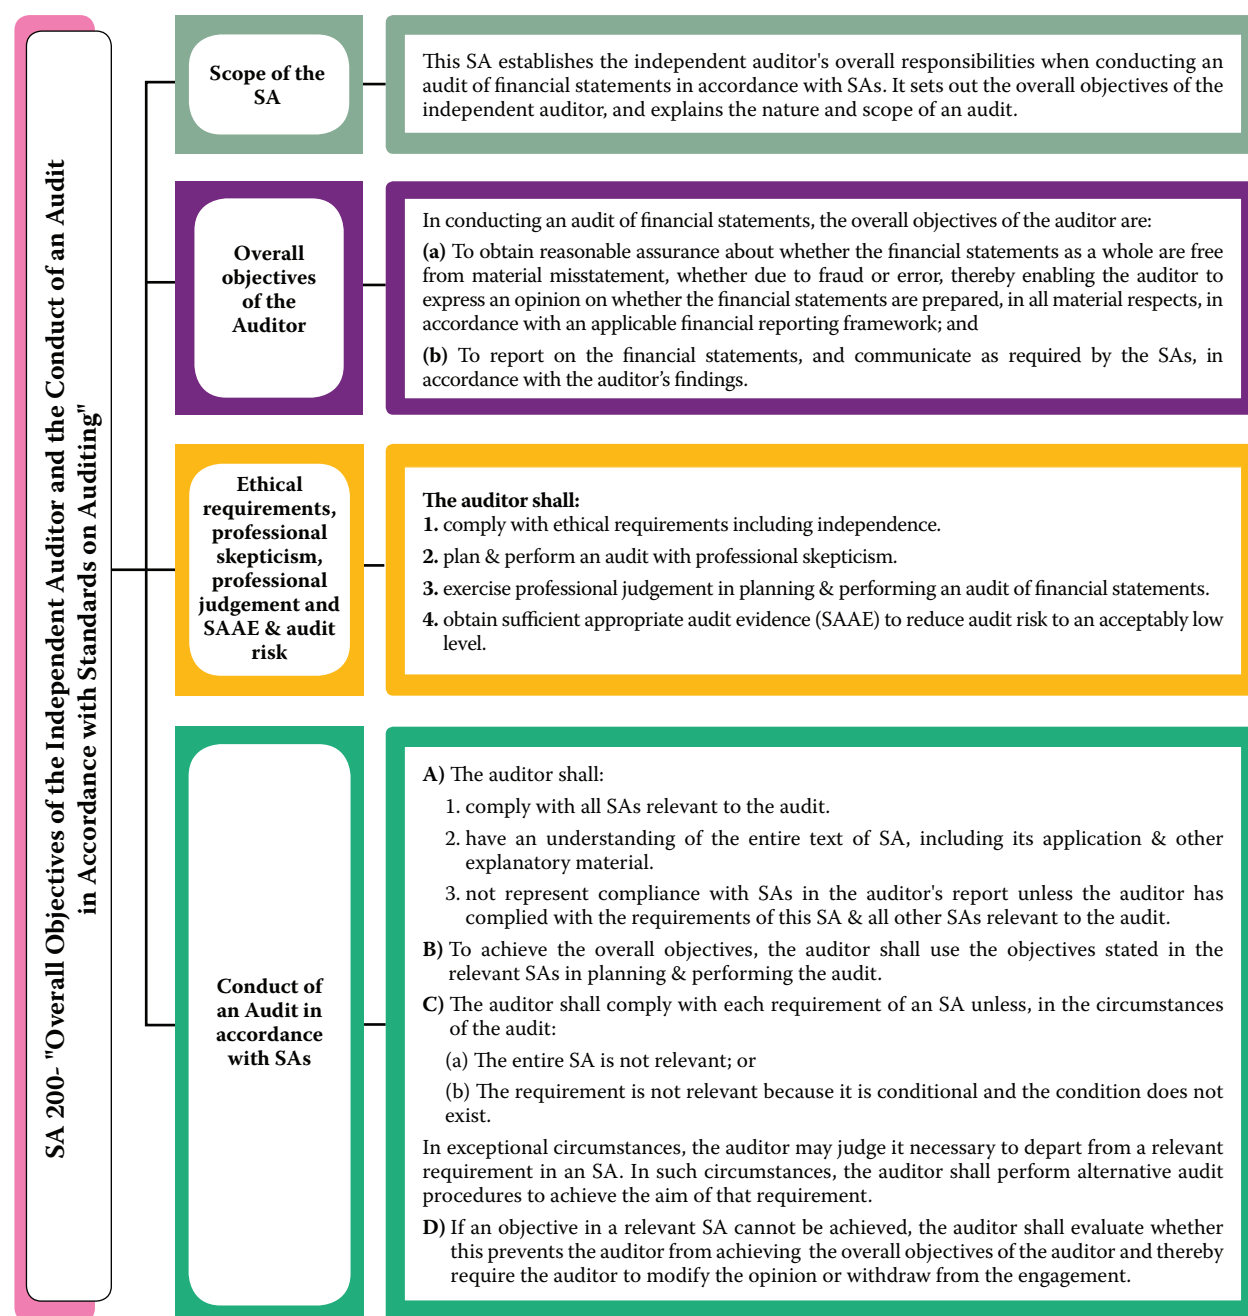 SA 200- "Overall Objectives of the Independent Auditor and the Conduct of an Audit
in Accordance with Standards on Auditing"
Scope of the
SA
This SA establishes the independent auditor's overall responsibilities when conducting an
audit of financial statements in accordance with SAs. It sets out the overall objectives of the
independent auditor, and explains the nature and scope of an audit.
Overall
objectives
of the
Auditor
In conducting an audit of financial statements, the overall objectives of the auditor are:
(a) To obtain reasonable assurance about whether the financial statements as a whole are free
from material misstatement, whether due to fraud or error, thereby enabling the auditor to
express an opinion on whether the financial statements are prepared, in all material respects, in
accordance with an applicable financial reporting framework; and
(b) To report on the financial statements, and communicate as required by the SAs, in
accordance with the auditor's findings.
Ethical
requirements,
professional
skepticism,
professional
judgement and
SAAE & audit
risk
The auditor shall:
1. comply with ethical requirements including independence.
2. plan & perform an audit with professional skepticism.
3. exercise professional judgement in planning & performing an audit of financial statements.
4. obtain sufficient appropriate audit evidence (SAAE) to reduce audit risk to an acceptably low
level.
Conduct of
an Audit in
accordance
with SAs
A) The auditor shall:
1. comply with all SAs relevant to the audit.
2. have an understanding of the entire text of SA, including its application & other
explanatory material.
3. not represent compliance with SAs in the auditor's report unless the auditor has
complied with the requirements of this SA & all other SAs relevant to the audit.
B) To achieve the overall objectives, the auditor shall use the objectives stated in the
relevant SAs in planning & performing the audit.
C) The auditor shall comply with each requirement of an SA unless, in the circumstances
of the audit:
(a) The entire SA is not relevant; or
(b) The requirement is not relevant because it is conditional and the condition does not
exist.
In exceptional circumstances, the auditor may judge it necessary to depart from a relevant
requirement in an SA. In such circumstances, the auditor shall perform alternative audit
procedures to achieve the aim of that requirement.
D) If an objective in a relevant SA cannot be achieved, the auditor shall evaluate whether
this prevents the auditor from achieving the overall objectives of the auditor and thereby
require the auditor to modify the opinion or withdraw from the engagement.